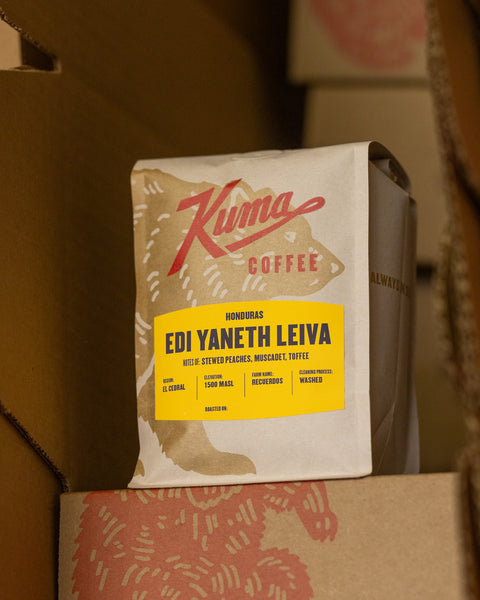 Kuma
COFFEE
HONDURAS
EDI YANETH LEIVA
NOTES OF: STEWED PEACHES, MUSCADET, TOFFEE
REGION:
EL CEDRAL
ELEVATION:
1500 MASL
FARM NAME:
RECUERDOS
CLEANING PROCESS:
WASHED
ROASTED ON:
ALWAYS